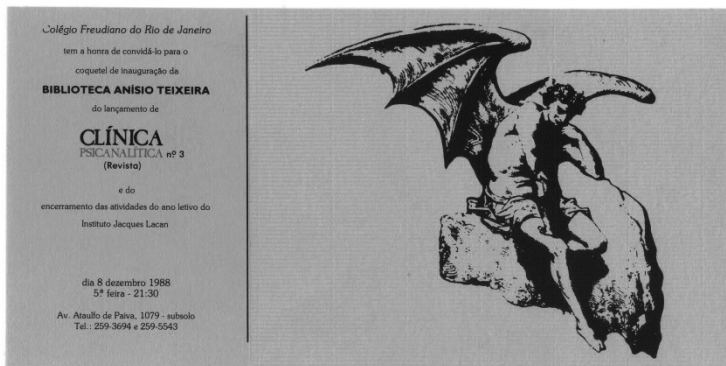 Colégio Freudiano do Rio de Janeiro
tem a honra de convidá-lo para o
coquetel de inauguração da
BIBLIOTECA ANÍSIO TEIXEIRA
do lançamento de
CLÍNICA
PSICANALÍTICA nº 3
(Revista)
e do
encerramento das atividades do ano letivo do
Instituto Jacques Lacan
dia 8 dezembro 1988
5ª feira - 21:30
Av. Ataulfo de Paiva, 1079 - subsolo
Tel.: 259-3694 e 259-5543